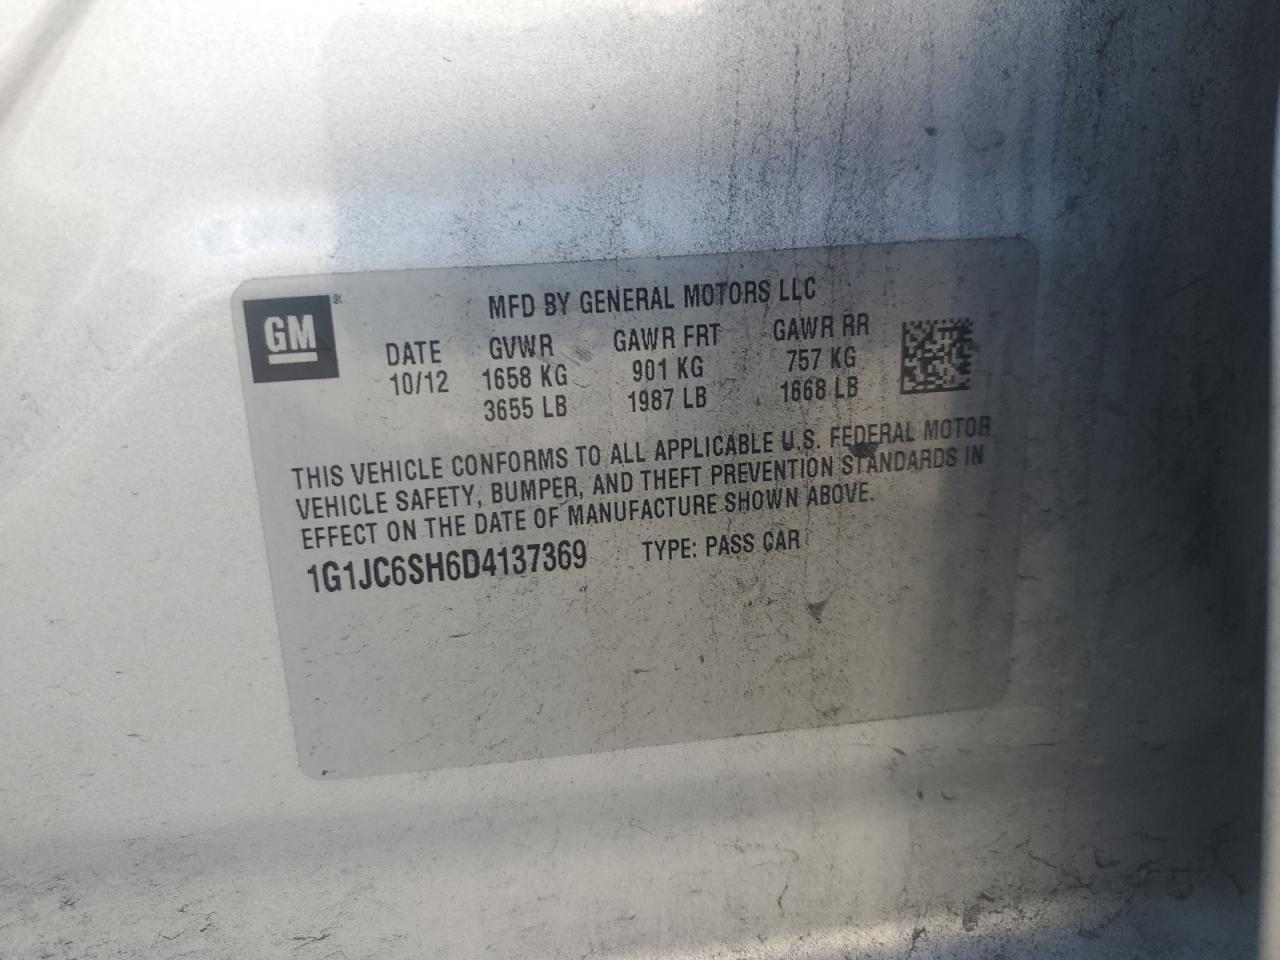 GM®
MFD BY GENERAL MOTORS LLC
DATE GVWR GAWR FRT GAWR RR
10/12 1658 KG 901 KG 757 KG
3655 LB 1987 LB 1668 LB
THIS VEHICLE CONFORMS TO ALL APPLICABLE U.S. FEDERAL MOTOR
VEHICLE SAFETY, BUMPER, AND THEFT PREVENTION STANDARDS IN
EFFECT ON THE DATE OF MANUFACTURE SHOWN ABOVE.
1G1JC6SH6D4137369 TYPE: PASS CAR